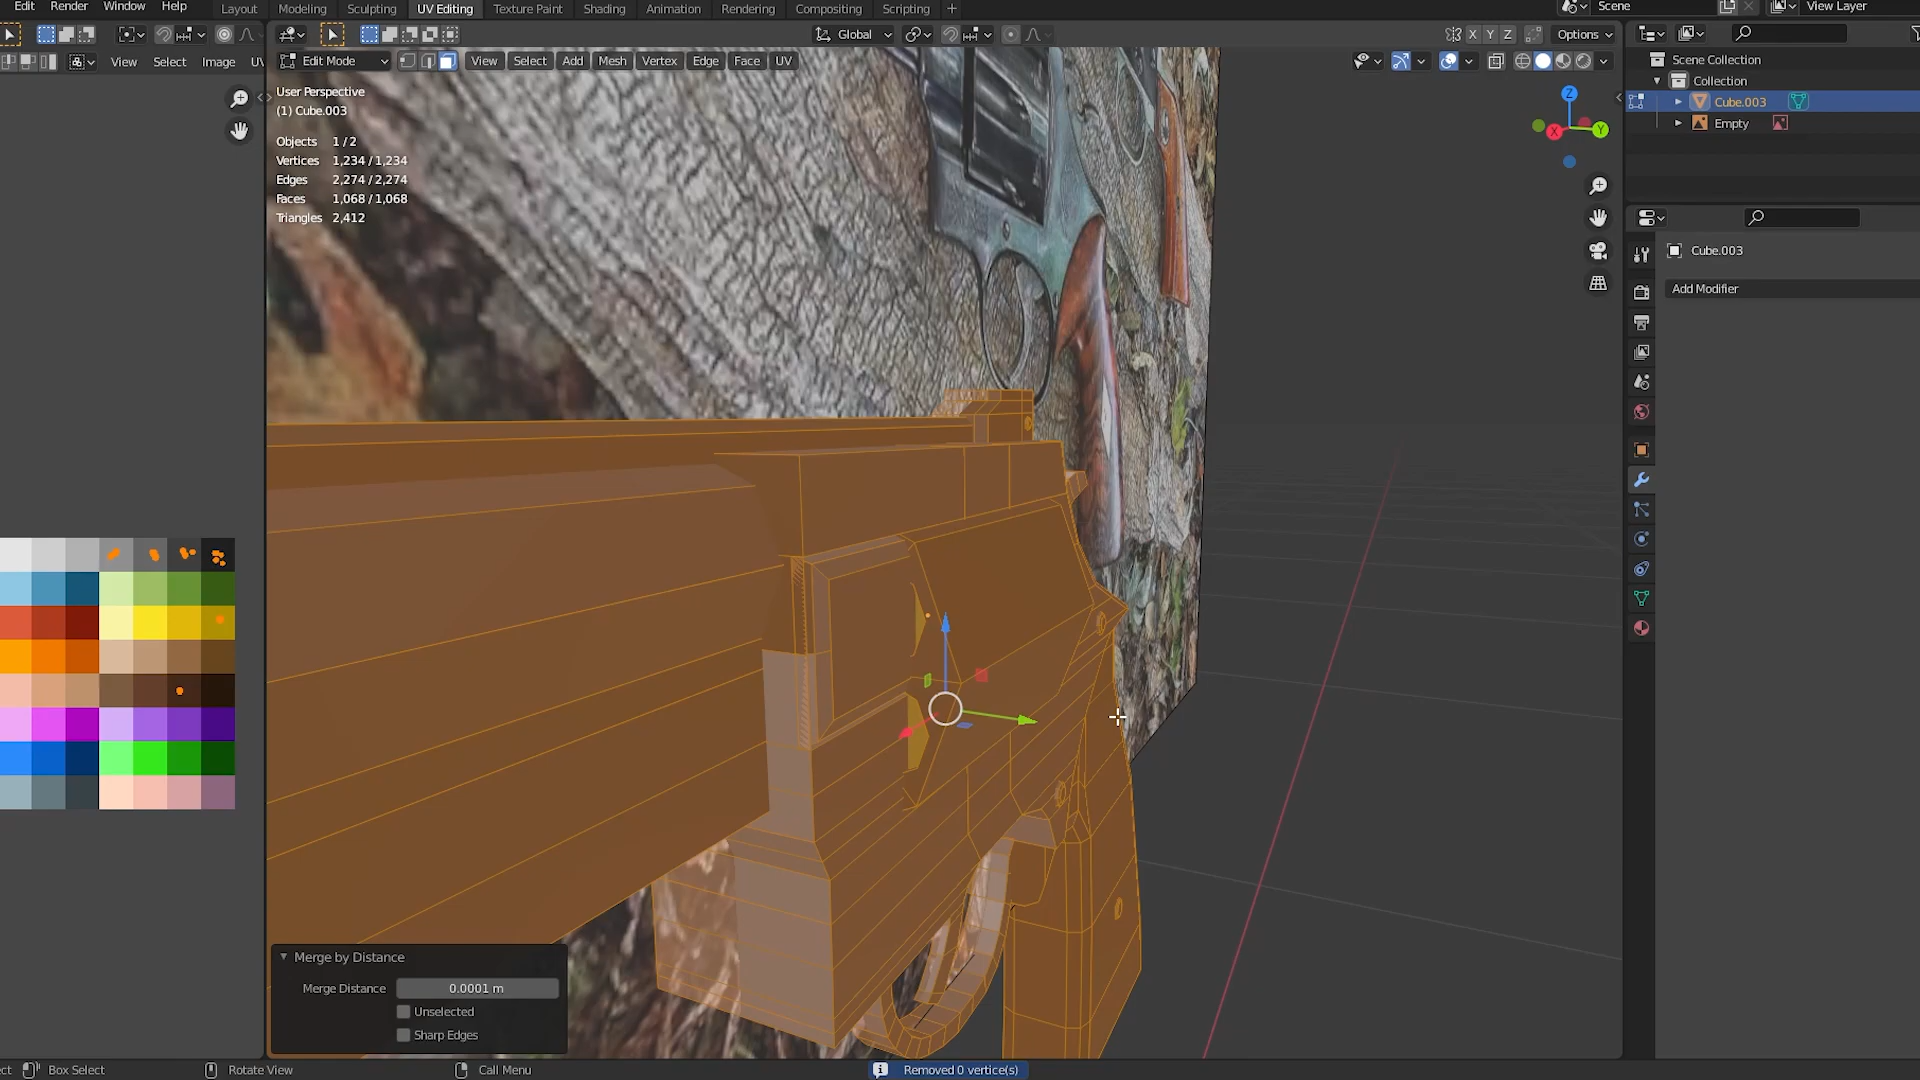 Edit Render Window Help Layout Modeling Sculpting UV Editing Texture Paint Shading Animation Rendering Compositing Scripting + Scene View Layer
Global X Y Z Options
View Select Image UV
Edit Mode View Select Add Mesh Vertex Edge Face UV
User Perspective
(1) Cube.003
Objects 1 / 2
Vertices 1,234 / 1,234
Edges 2,274 / 2,274
Faces 1,068 / 1,068
Triangles 2,412
Z
X Y
Scene Collection
Collection
Cube.003
Empty
Cube.003
Add Modifier
Merge by Distance
Merge Distance 0.0001 m
Unselected
Sharp Edges
ct Box Select Rotate View Call Menu Removed 0 vertice(s)